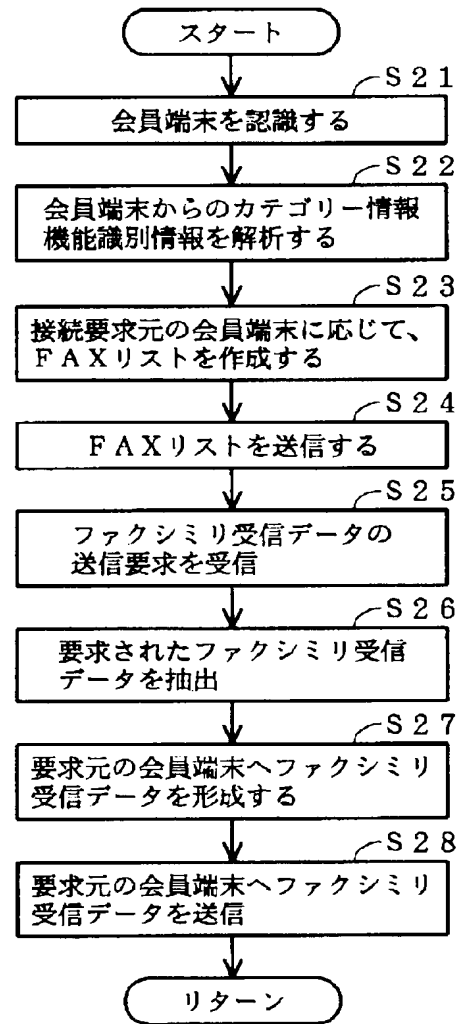 スタート
S21
会員端末を認識する
S22
会員端末からのカテゴリー情報
機能識別情報を解析する
S23
接続要求元の会員端末に応じて、
FAXリストを作成する
S24
FAXリストを送信する
S25
ファクシミリ受信データの
送信要求を受信
S26
要求されたファクシミリ受信
データを抽出
S27
要求元の会員端末へファクシミリ
受信データを形成する
S28
要求元の会員端末へファクシミリ
受信データを送信
リターン